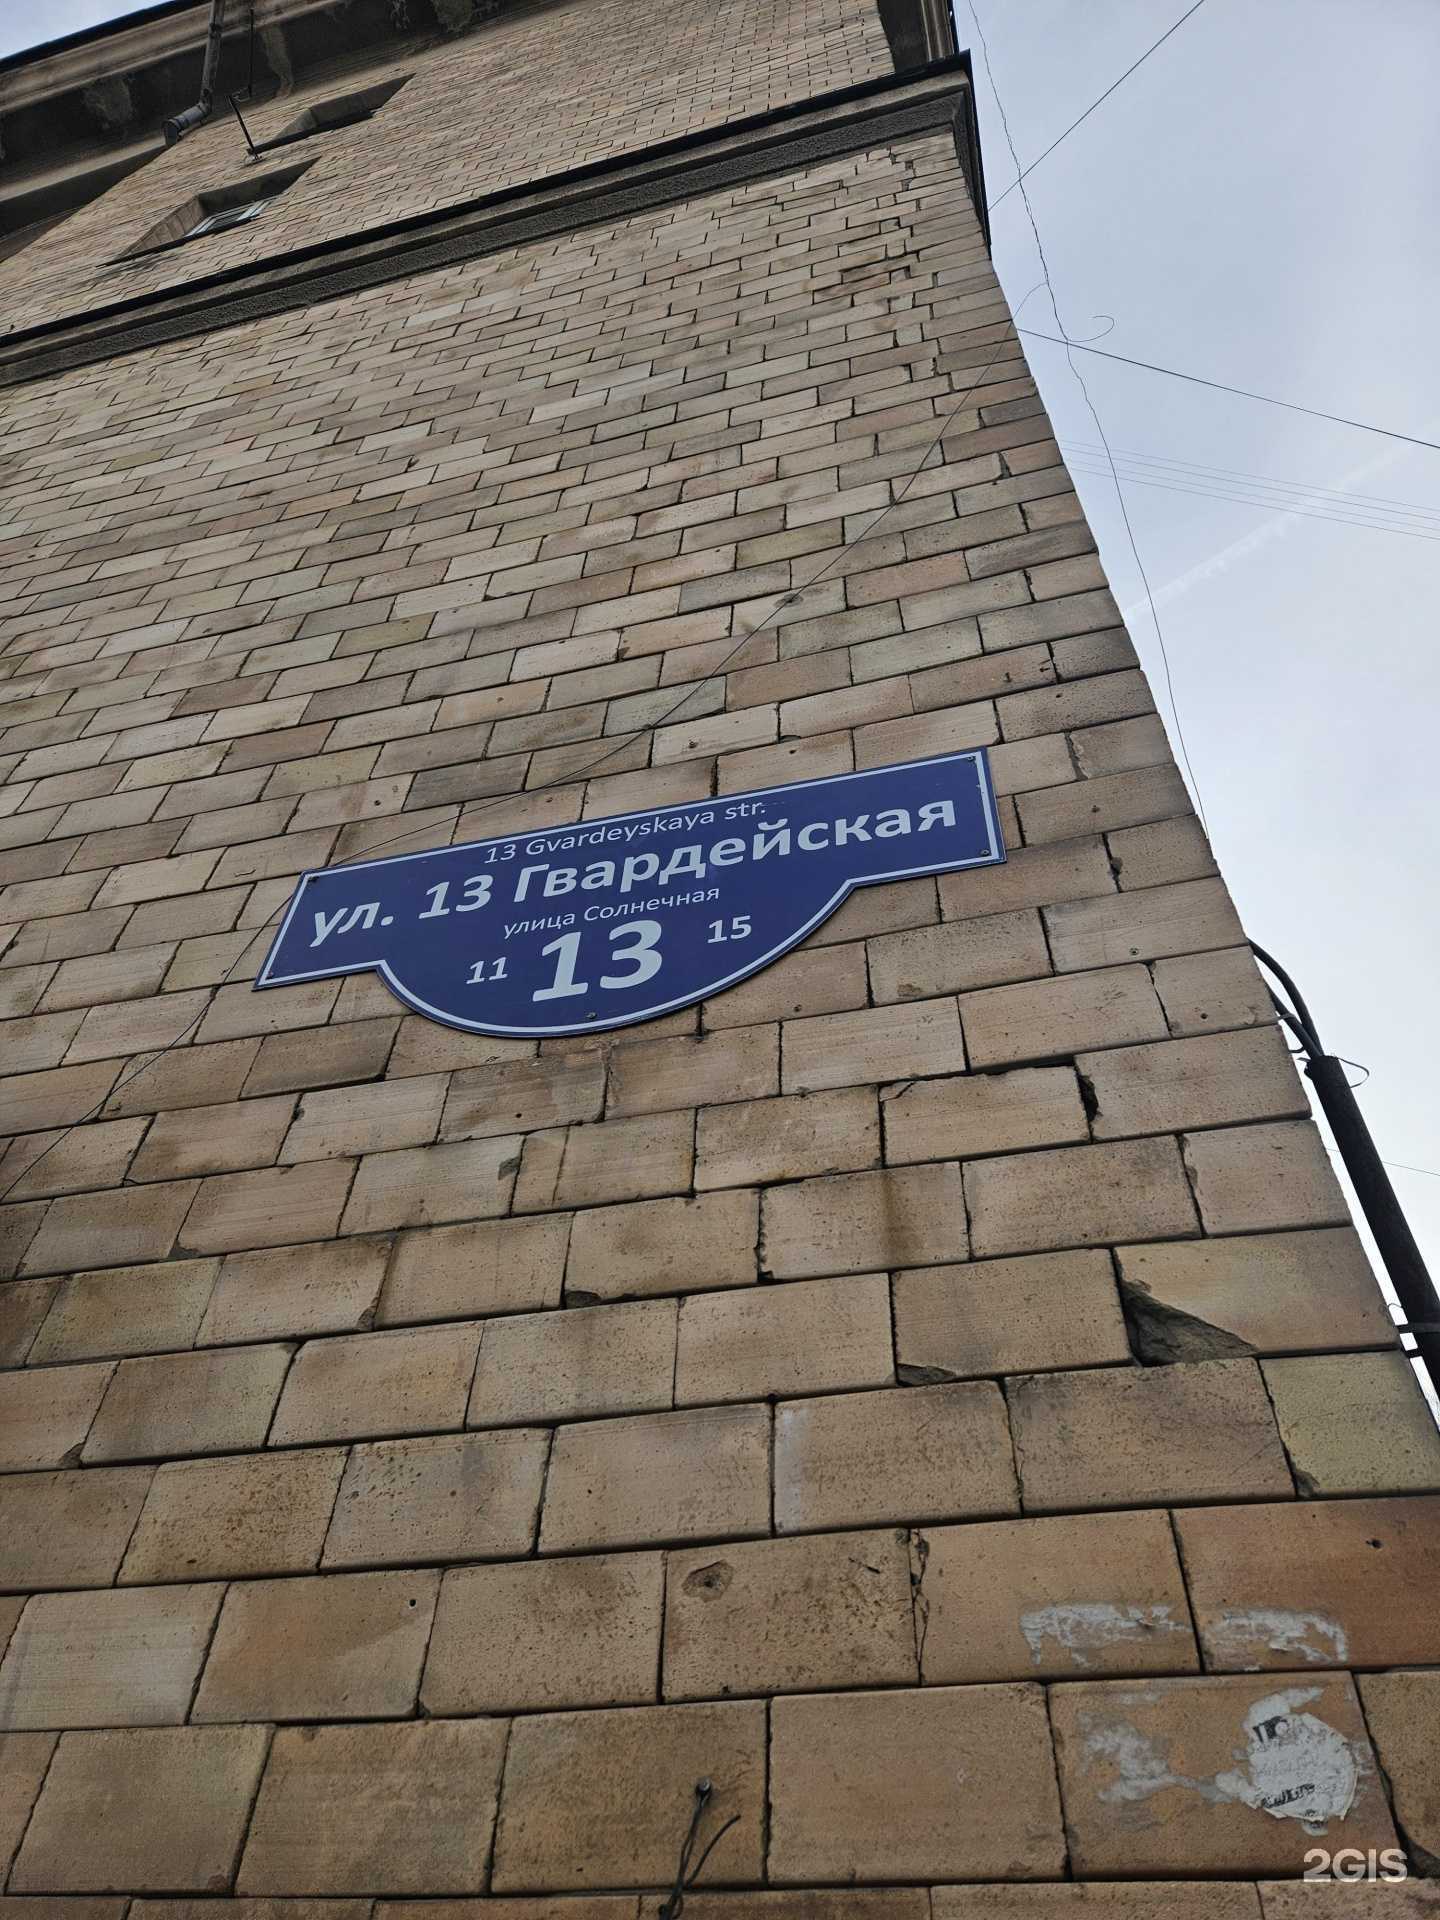 13 Gvardeyskaya str.
ул. 13 Гвардейская
улица Солнечная
11 13 15
2GIS